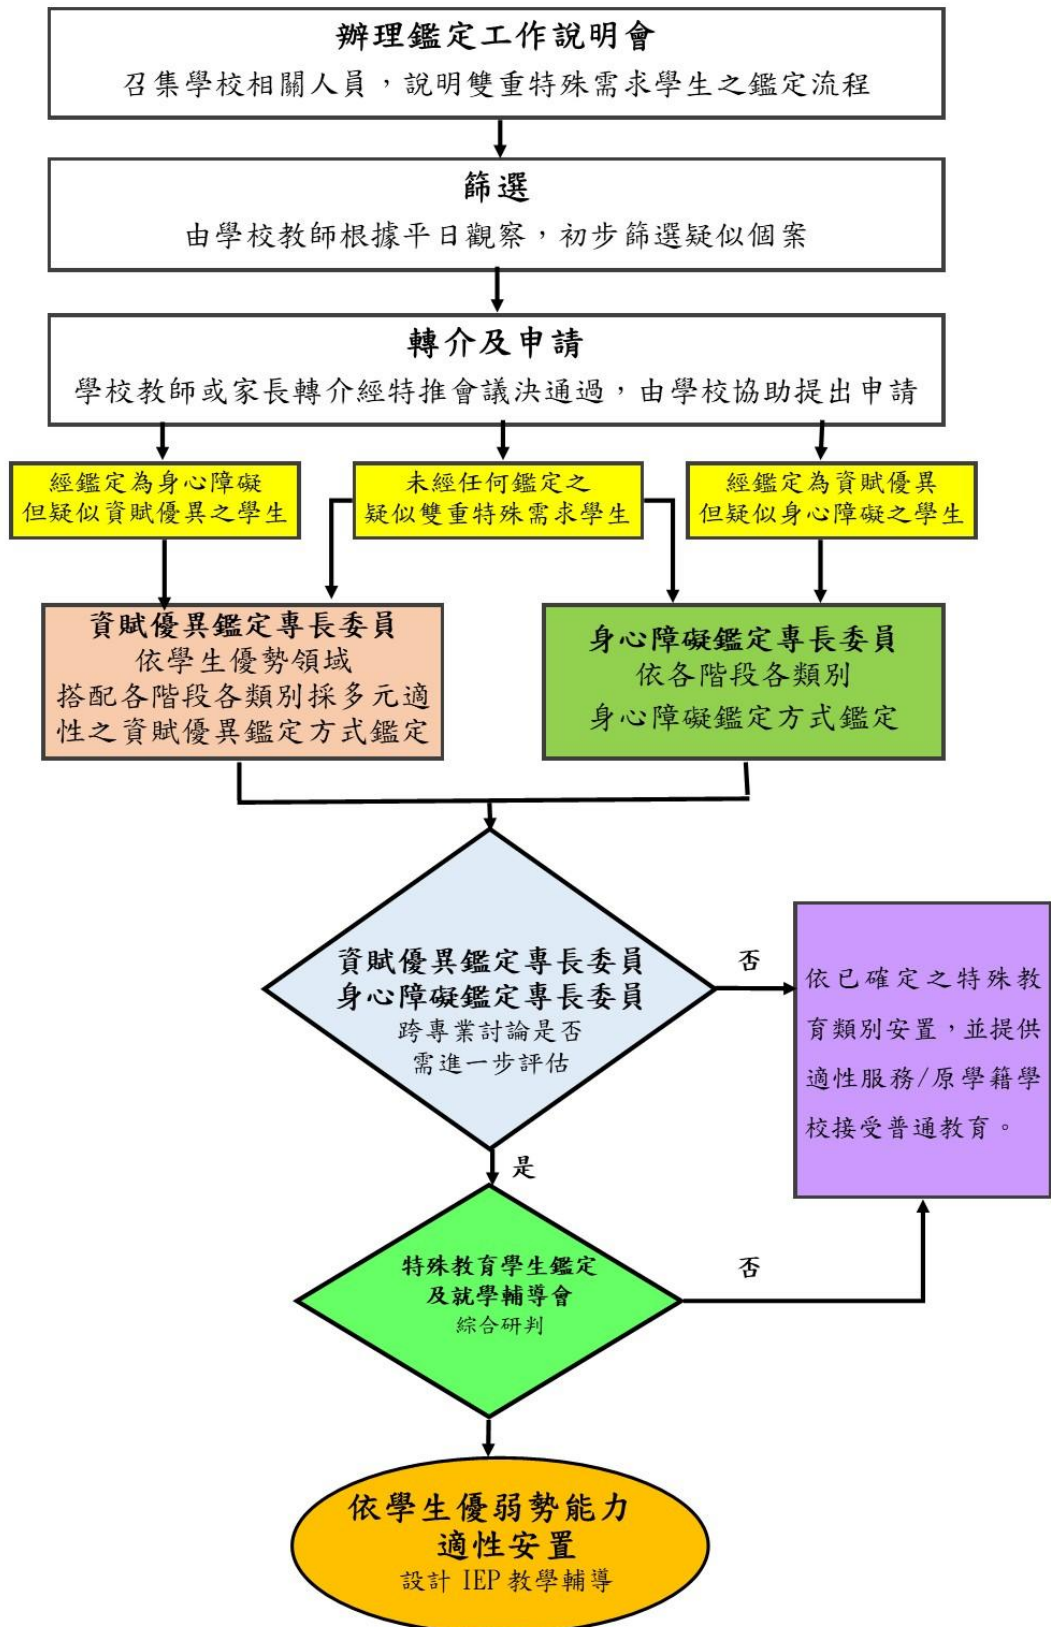 辦理鑑定工作說明會
召集學校相關人員，說明雙重特殊需求學生之鑑定流程
篩選
由學校教師根據平日觀察，初步篩選疑似個案
轉介及申請
學校教師或家長轉介經特推會議決通過，由學校協助提出申請
經鑑定為身心障礙
但疑似資賦優異之學生
未經任何鑑定之
疑似雙重特殊需求學生
經鑑定為資賦優異
但疑似身心障礙之學生
資賦優異鑑定專長委員
依學生優勢領域
搭配各階段各類別採多元適
性之資賦優異鑑定方式鑑定
身心障礙鑑定專長委員
依各階段各類別
身心障礙鑑定方式鑑定
資賦優異鑑定專長委員
身心障礙鑑定專長委員
跨專業討論是否
需進一步評估
否
依已確定之特殊教
育類別安置，並提供
適性服務/原學籍學
校接受普通教育。
是
特殊教育學生鑑定
及就學輔導會
綜合研判
否
依學生優弱勢能力
適性安置
設計 IEP 教學輔導